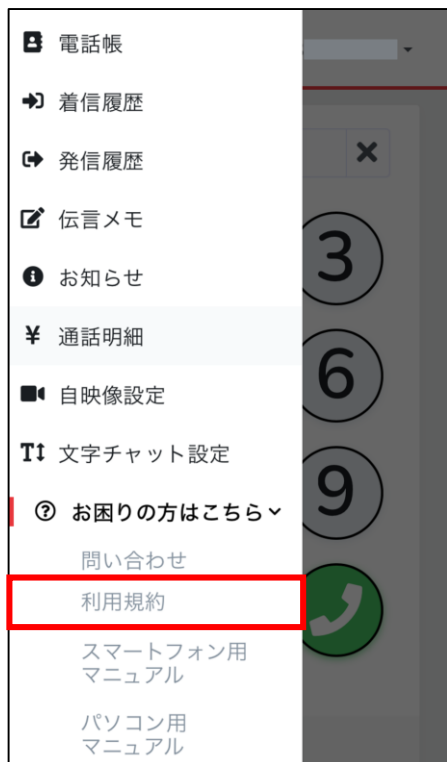 電話帳
着信履歴
発信履歴
伝言メモ
お知らせ
¥ 通話明細
自映像設定
文字チャット設定
お困りの方はこちら
問い合わせ
利用規約
スマートフォン用
マニュアル
パソコン用
マニュアル
3
6
9